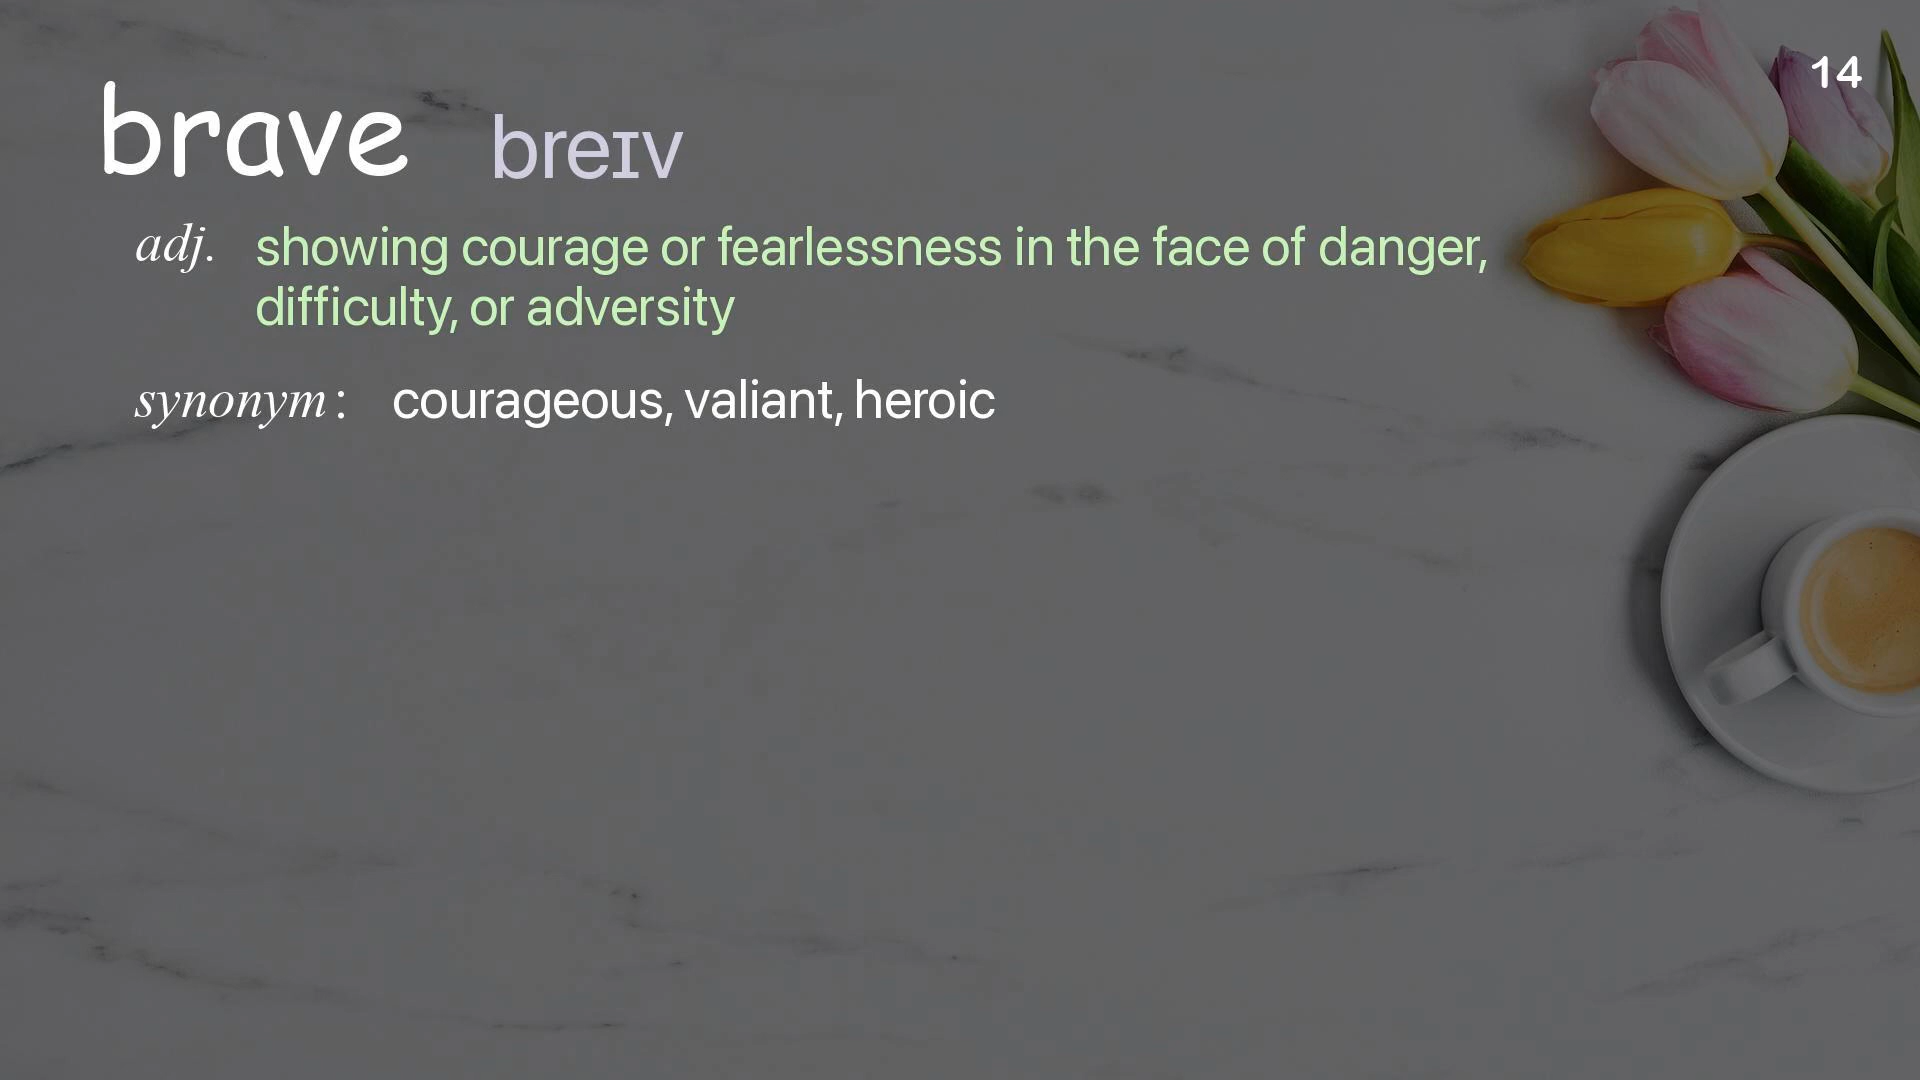 14
brave breɪv
adj. showing courage or fearlessness in the face of danger,
difficulty, or adversity
synonym: courageous, valiant, heroic